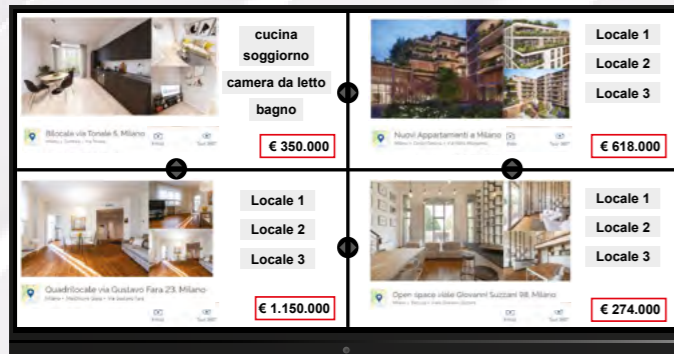 cucina
soggiorno
camera da letto
bagno
Bilocale via Tonale 6, Milano
€ 350.000
Locale 1
Locale 2
Locale 3
Nuovi Appartamenti a Milano
€ 618.000
Locale 1
Locale 2
Locale 3
Quadrilocale via Gustavo Fara 23, Milano
€ 1.150.000
Locale 1
Locale 2
Locale 3
Open space viale Giovanni Suzzani 98, Milano
€ 274.000